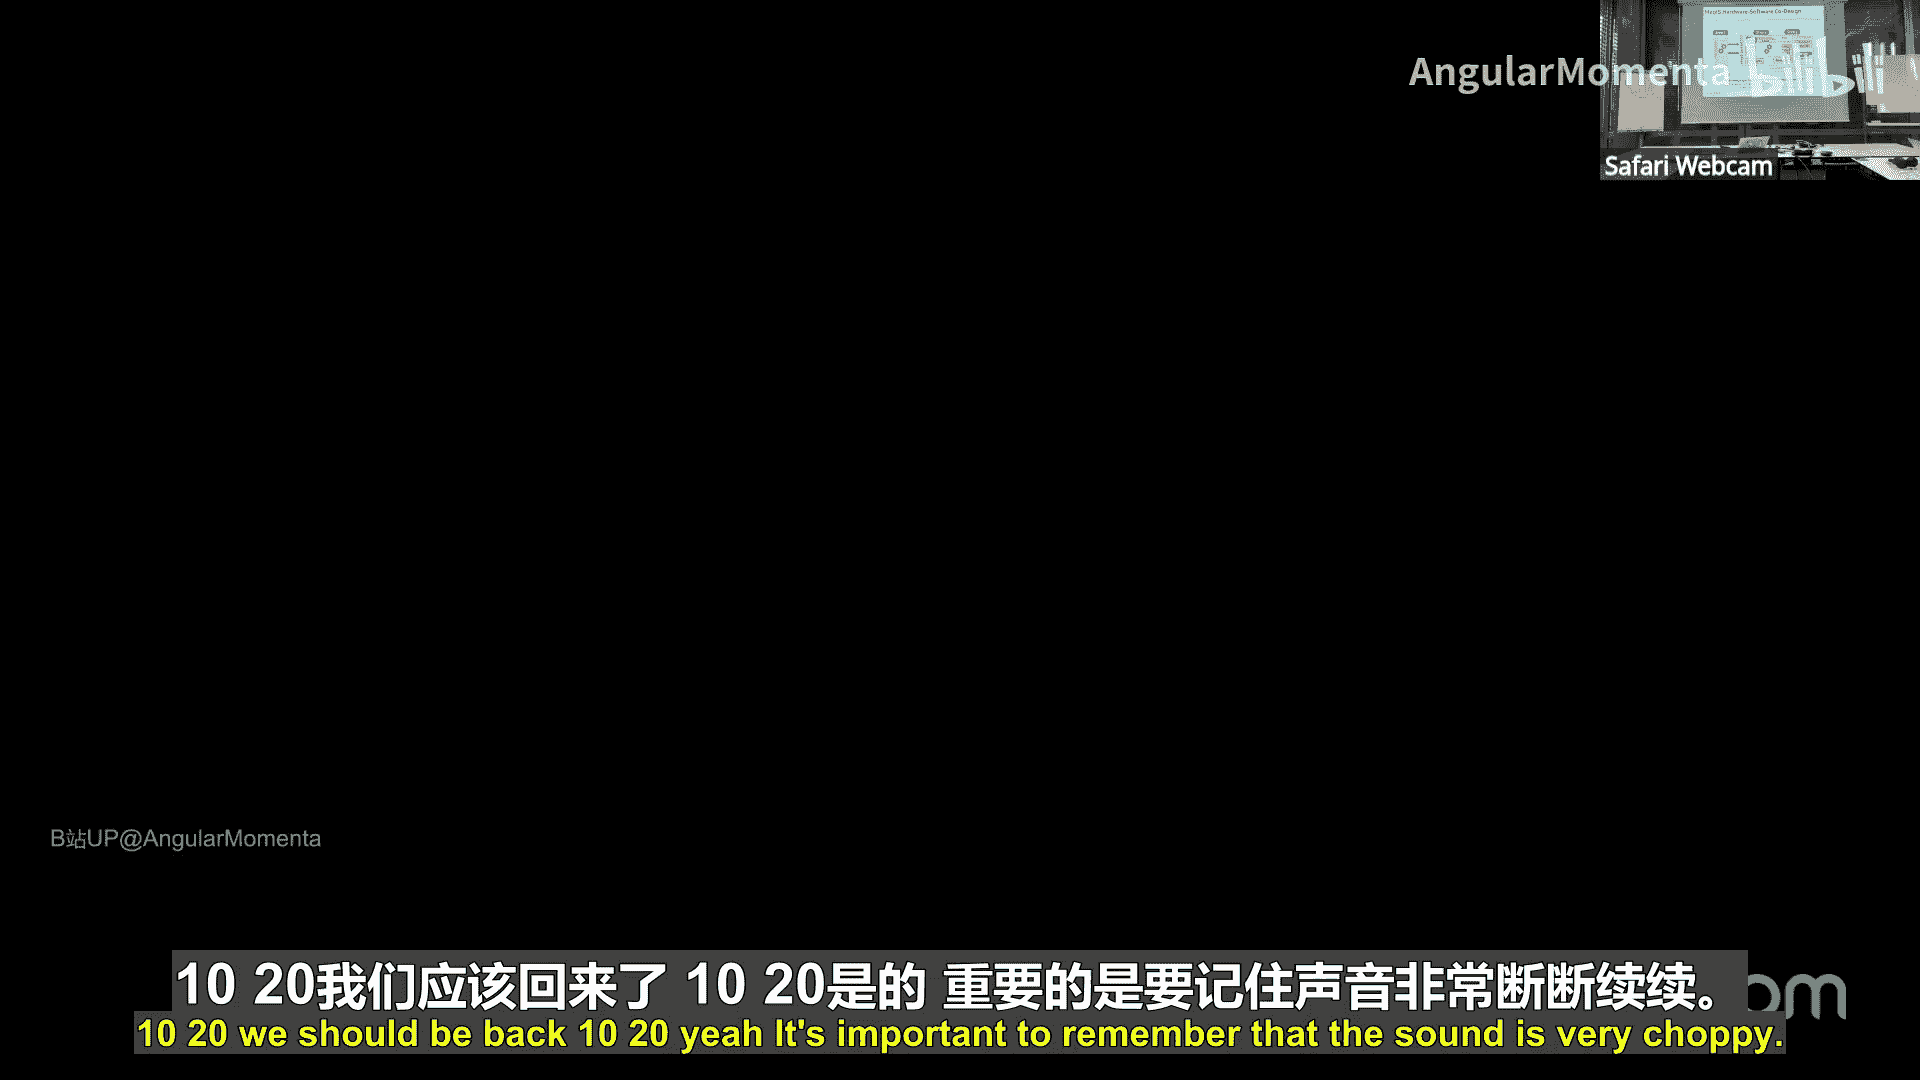 AngularMomenta
bilibili
Safari Webcam
B站UP@AngularMomenta
10 20我们应该回来了 10 20是的 重要的是要记住声音非常断断续续。
om
10 20 we should be back 10 20 yeah It's important to remember that the sound is very choppy.